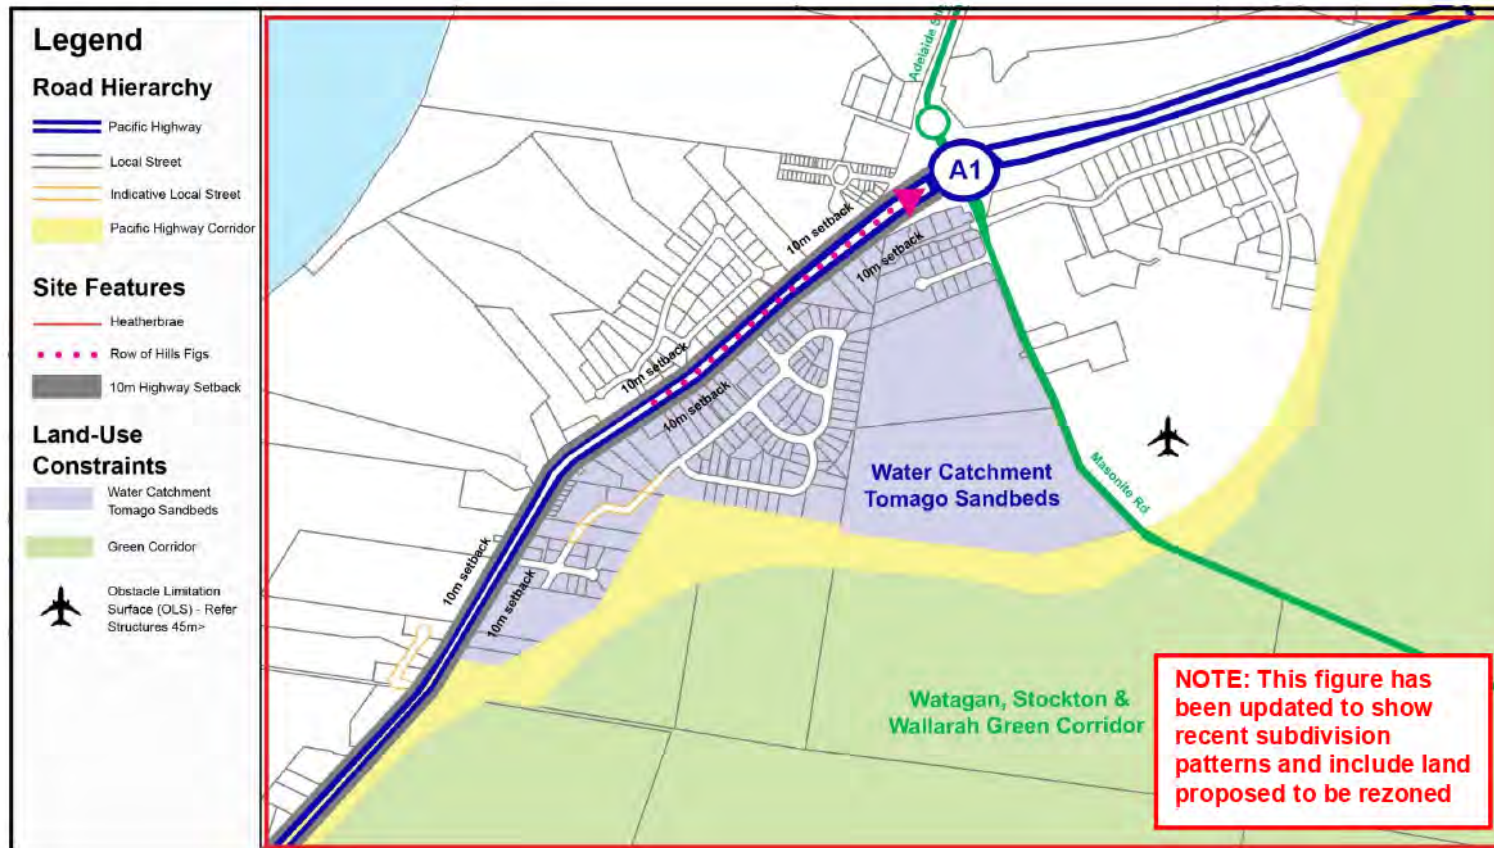 Legend
Road Hierarchy
Pacific Highway
Local Street
Indicative Local Street
Pacific Highway Corridor
Site Features
Heatherbrae
Row of Hills Figs
10m Highway Setback
Land-Use
Constraints
Water Catchment
Tomago Sandbeds
Green Corridor
Obstacle Limitation
Surface (OLS) - Refer
Structures 45m>
Adelaide
A1
10m setback
10m setback
10m setback
10m setback
10m setback
10m setback
Water Catchment
Tomago Sandbeds
Masonite Rd
Watagan, Stockton &
Wallarah Green Corridor
NOTE: This figure has
been updated to show
recent subdivision
patterns and include land
proposed to be rezoned